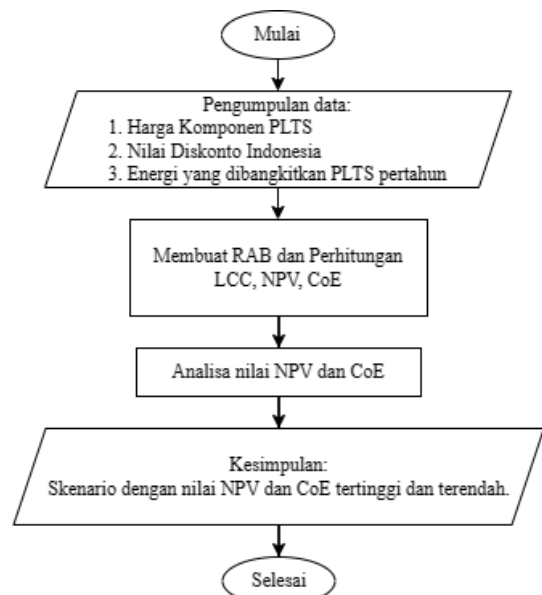 Mulai
Pengumpulan data:
1. Harga Komponen PLTS
2. Nilai Diskonto Indonesia
3. Energi yang dibangkitkan PLTS pertahun
Membuat RAB dan Perhitungan
LCC, NPV, CoE
Analisa nilai NPV dan CoE
Kesimpulan:
Skenario dengan nilai NPV dan CoE tertinggi dan terendah.
Selesai